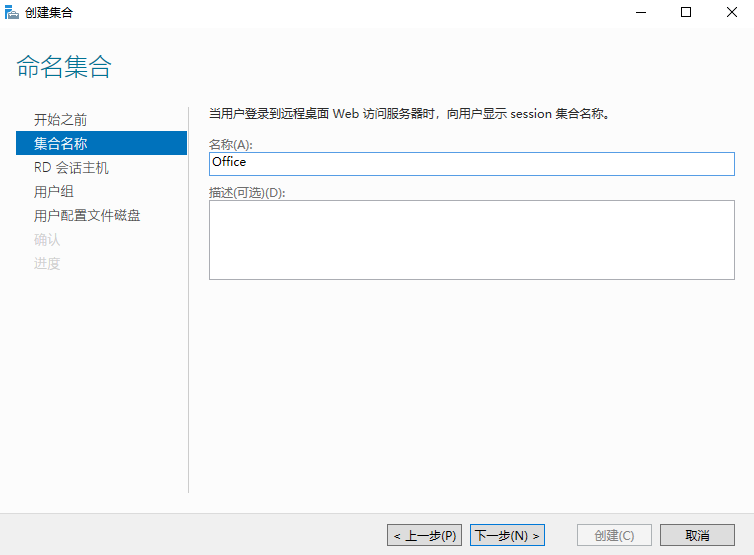 创建集合
命名集合
开始之前
集合名称
RD 会话主机
用户组
用户配置文件磁盘
确认
进度
当用户登录到远程桌面 Web 访问服务器时，向用户显示 session 集合名称。
名称(A):
Office
描述(可选)(D):
< 上一步(P)
下一步(N) >
创建(C)
取消